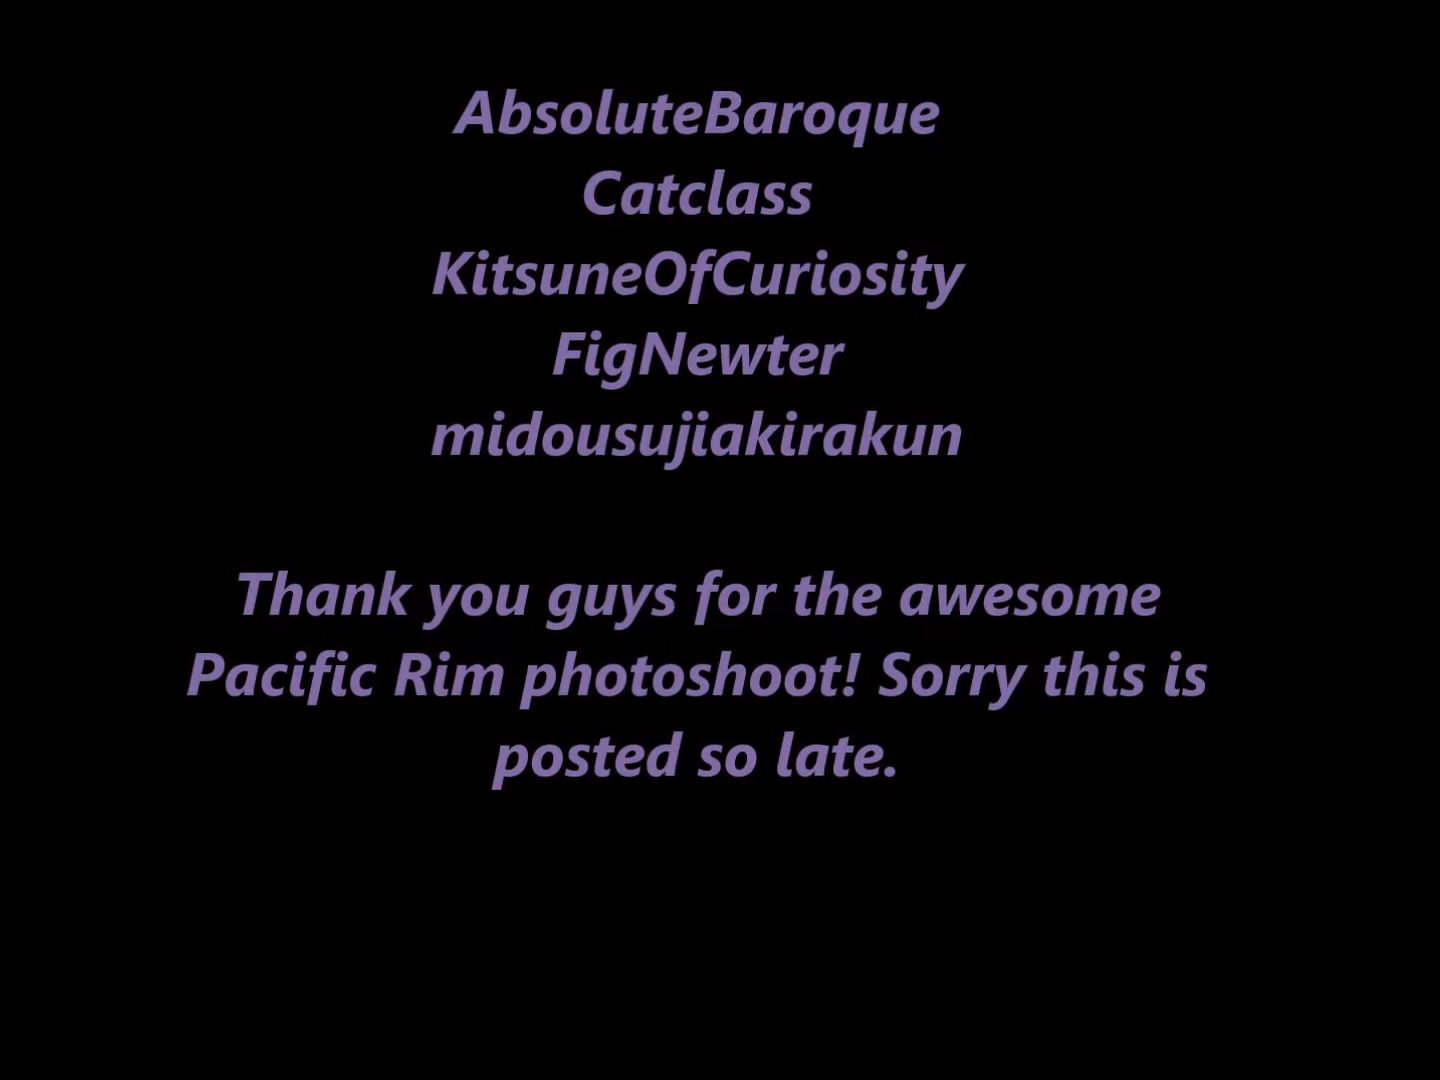 AbsoluteBaroque
Catclass
KitsuneOfCuriosity
FigNewter
midousujiakirakun
Thank you guys for the awesome
Pacific Rim photoshoot! Sorry this is
posted so late.